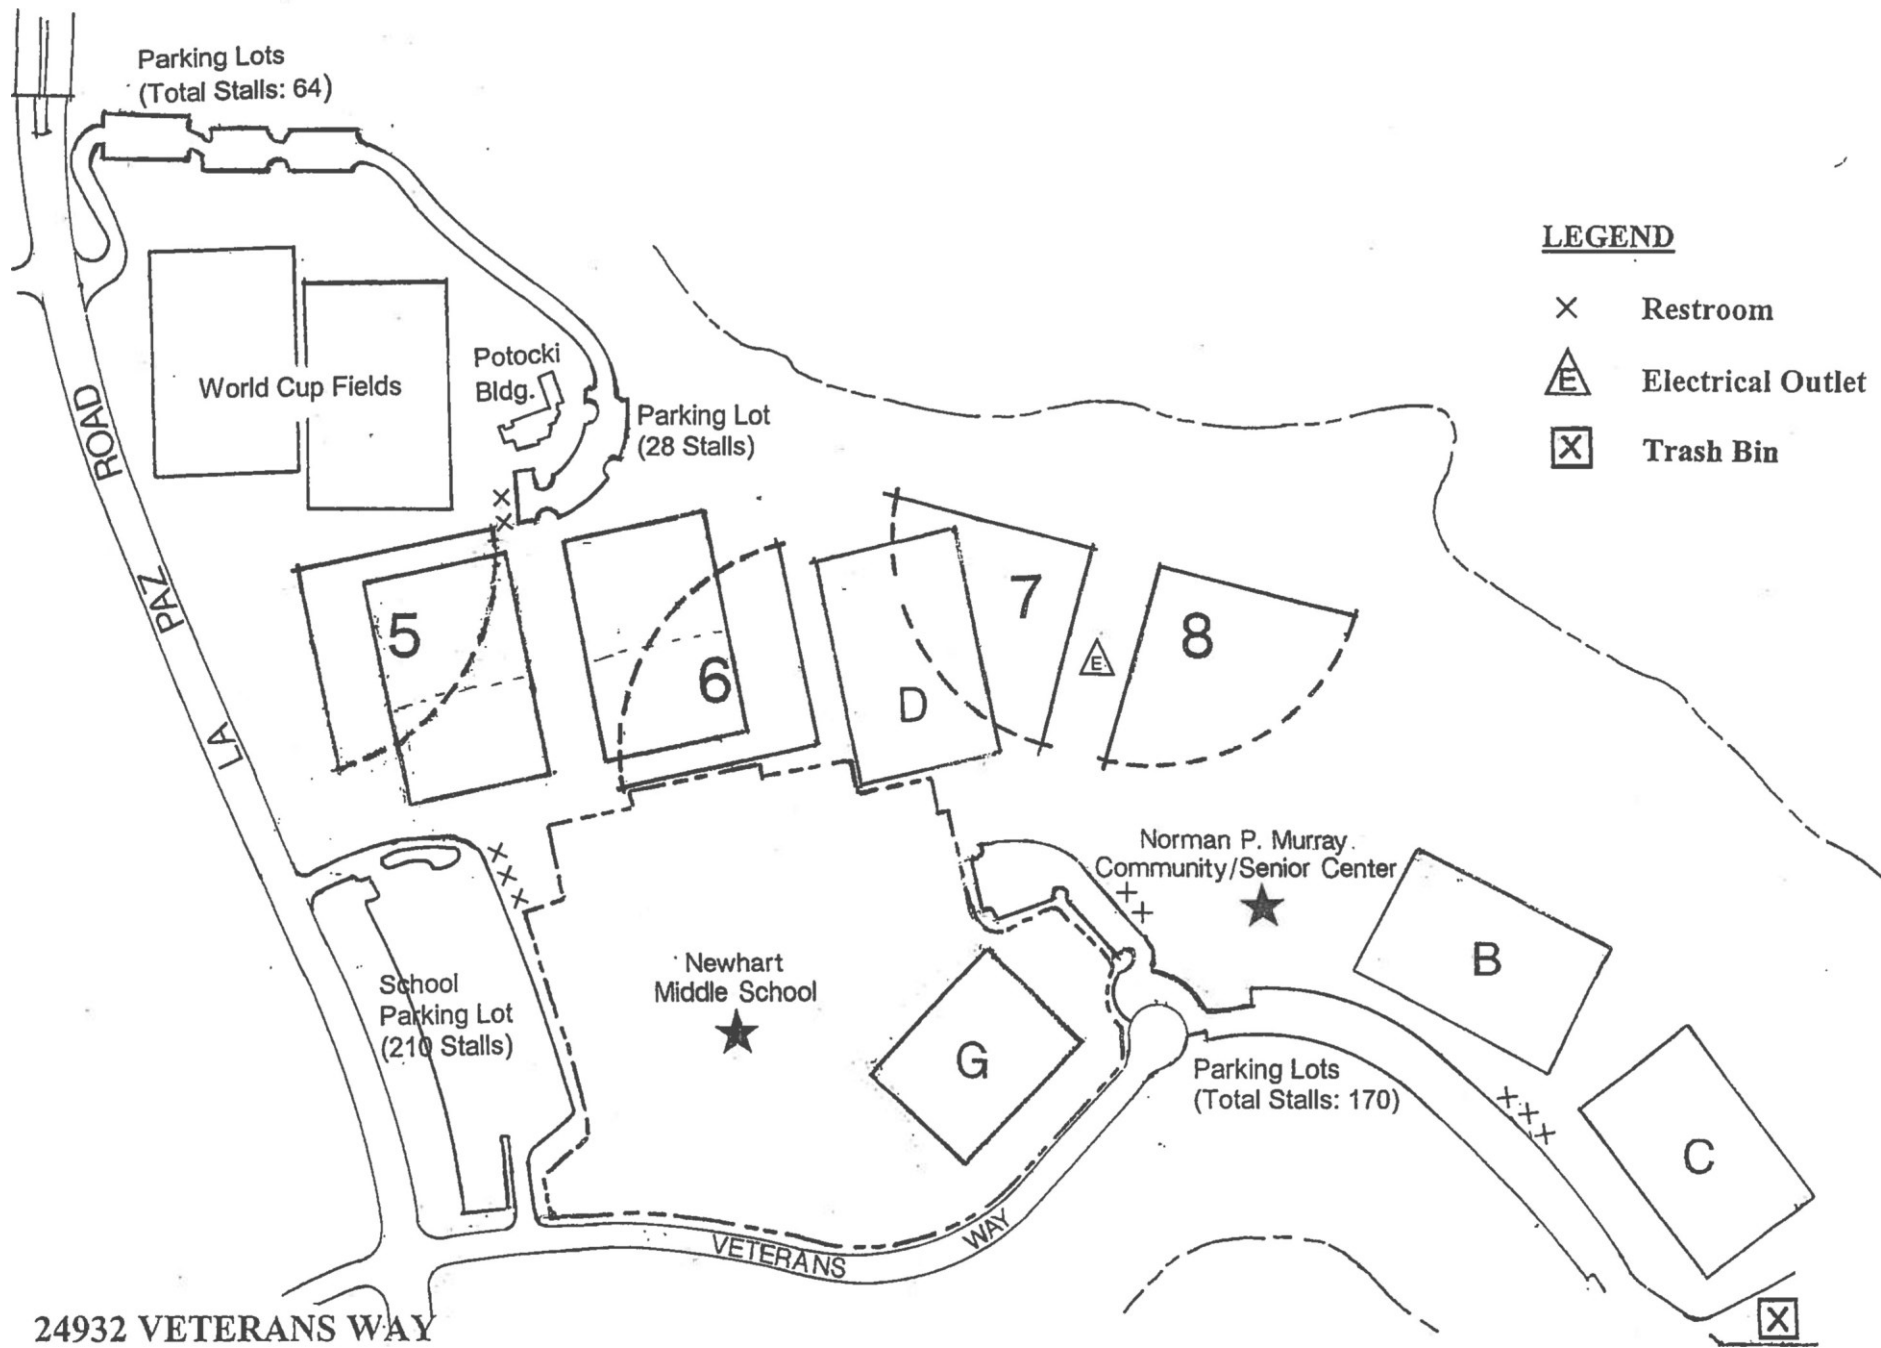 Parking Lots
(Total Stalls: 64)
LEGEND
X Restroom
E Electrical Outlet
X Trash Bin
World Cup Fields
Potocki
Bldg.
Parking Lot
(28 Stalls)
LA PAZ ROAD
5
6
7
8
E
D
Norman P. Murray
Community/Senior Center
B
Newhart
Middle School
School
Parking Lot
(210 Stalls)
G
Parking Lots
(Total Stalls: 170)
C
VETERANS WAY
X
24932 VETERANS WAY